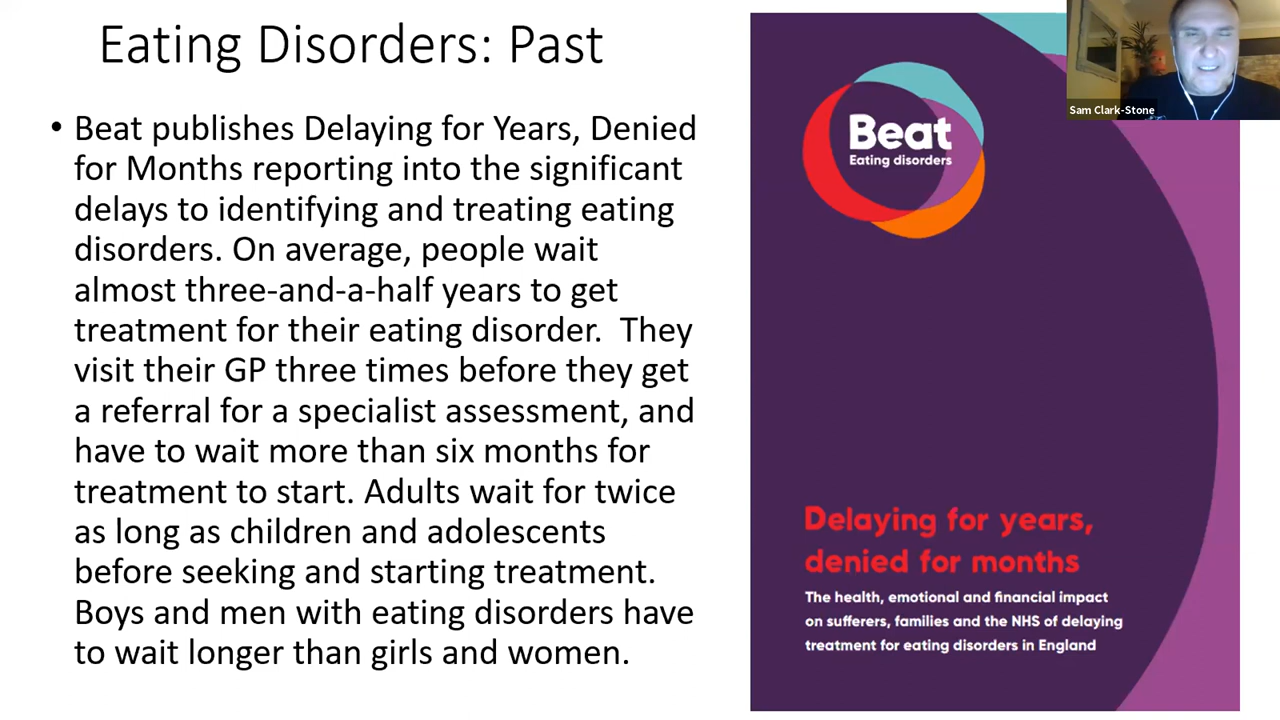 Eating Disorders: Past
• Beat publishes Delaying for Years, Denied
for Months reporting into the significant
delays to identifying and treating eating
disorders. On average, people wait
almost three-and-a-half years to get
treatment for their eating disorder.  They
visit their GP three times before they get
a referral for a specialist assessment, and
have to wait more than six months for
treatment to start. Adults wait for twice
as long as children and adolescents
before seeking and starting treatment.
Boys and men with eating disorders have
to wait longer than girls and women.
Beat
Eating disorders
Delaying for years,
denied for months
The health, emotional and financial impact
on sufferers, families and the NHS of delaying
treatment for eating disorders in England
Sam Clark-Stone